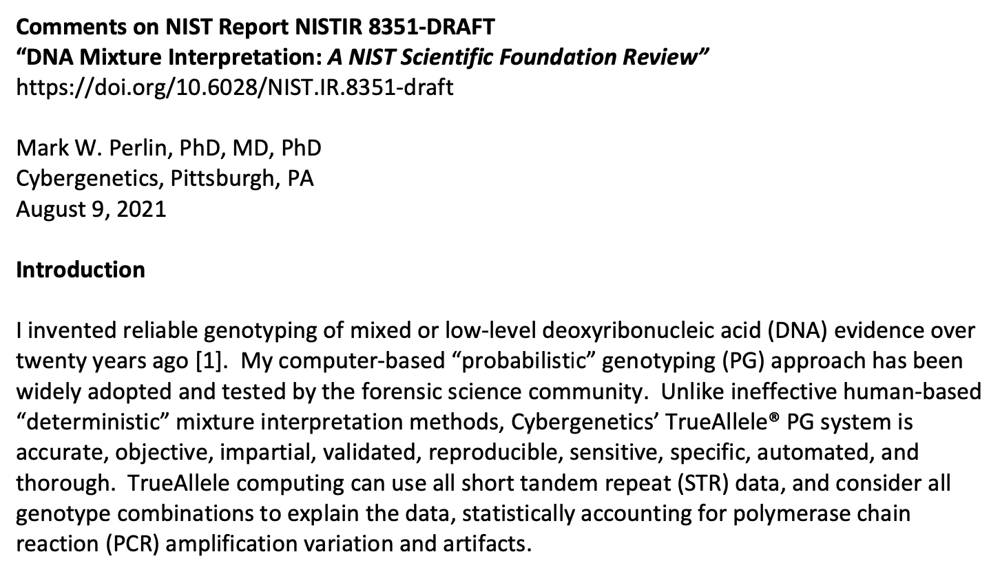 Comments on NIST Report NISTIR 8351-DRAFT
“DNA Mixture Interpretation: A NIST Scientific Foundation Review”
https://doi.org/10.6028/NIST.IR.8351-draft
Mark W. Perlin, PhD, MD, PhD
Cybergenetics, Pittsburgh, PA
August 9, 2021
Introduction
I invented reliable genotyping of mixed or low-level deoxyribonucleic acid (DNA) evidence over
twenty years ago [1].  My computer-based “probabilistic” genotyping (PG) approach has been
widely adopted and tested by the forensic science community.  Unlike ineffective human-based
“deterministic” mixture interpretation methods, Cybergenetics’ TrueAllele® PG system is
accurate, objective, impartial, validated, reproducible, sensitive, specific, automated, and
thorough.  TrueAllele computing can use all short tandem repeat (STR) data, and consider all
genotype combinations to explain the data, statistically accounting for polymerase chain
reaction (PCR) amplification variation and artifacts.